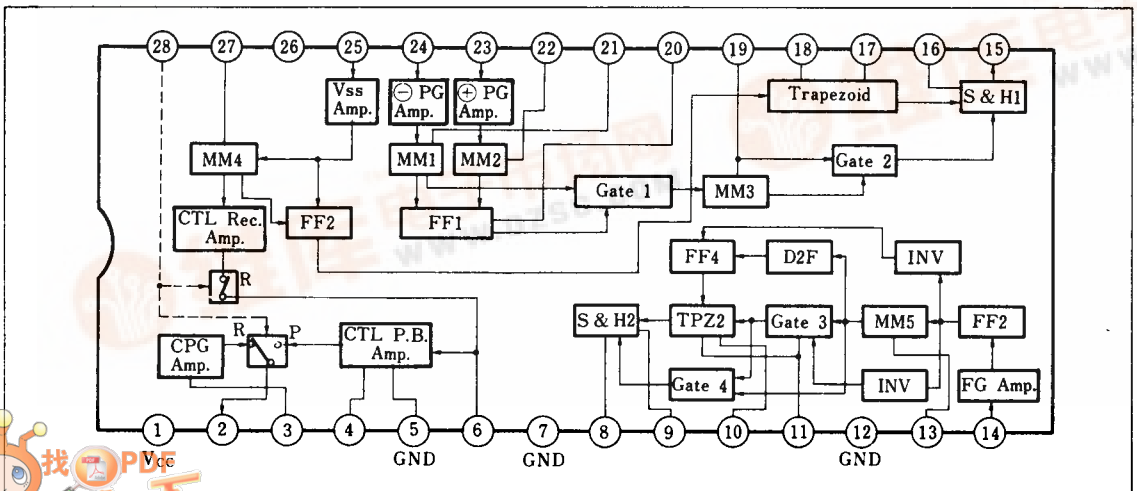 28 27 26 25 24 23 22 21 20 19 18 17 16 15
Vss Amp.
⊖ PG Amp.
⊕ PG Amp.
Trapezoid
S & H1
MM4
MM1
MM2
Gate 1
MM3
Gate 2
CTL Rec. Amp.
FF2
FF1
R
FF4
D2F
INV
R
P
CPG Amp.
CTL P.B. Amp.
S & H2
TPZ2
Gate 3
MM5
FF2
Gate 4
INV
FG Amp.
1 2 3 4 5 6 7 8 9 10 11 12 13 14
Vcc
GND
GND
GND
找 PDF